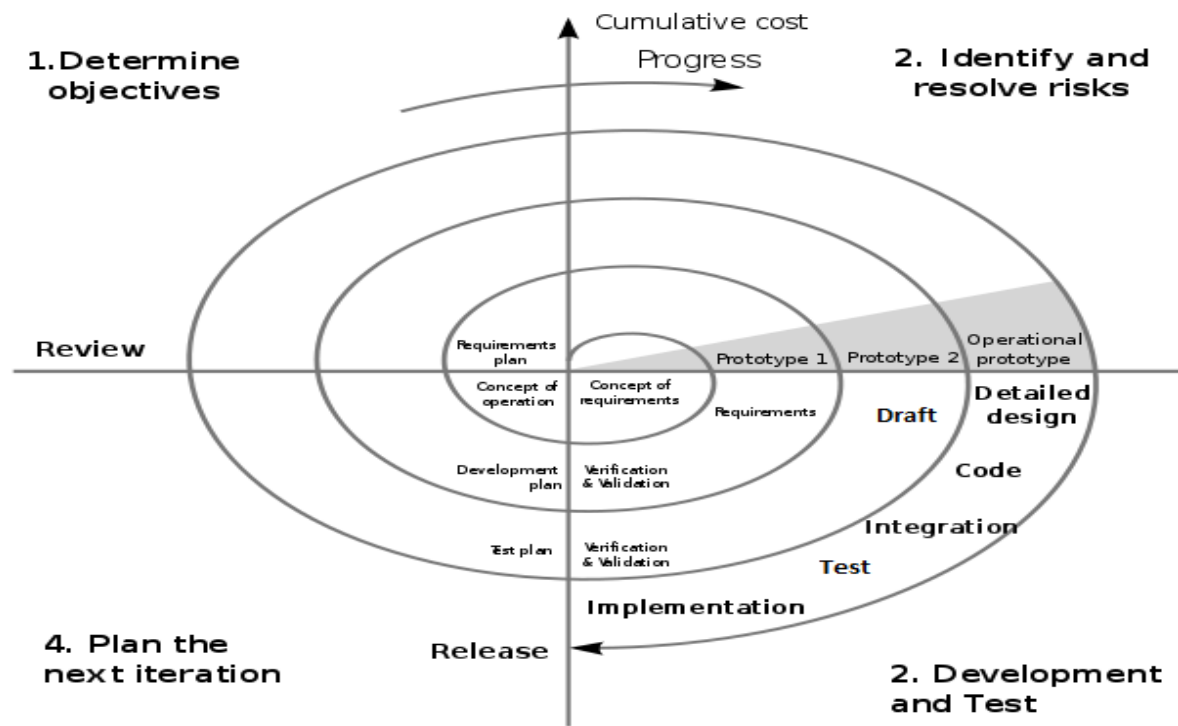 Cumulative cost
Progress
1.Determine
objectives
2. Identify and
resolve risks
Review
Requirements
plan
Prototype 1
Prototype 2
Operational
prototype
Concept of
operation
Concept of
requirements
Requirements
Draft
Detailed
design
Development
plan
Verification
& Validation
Code
Integration
Test plan
Verification
& Validation
Test
Implementation
Release
4. Plan the
next iteration
2. Development
and Test